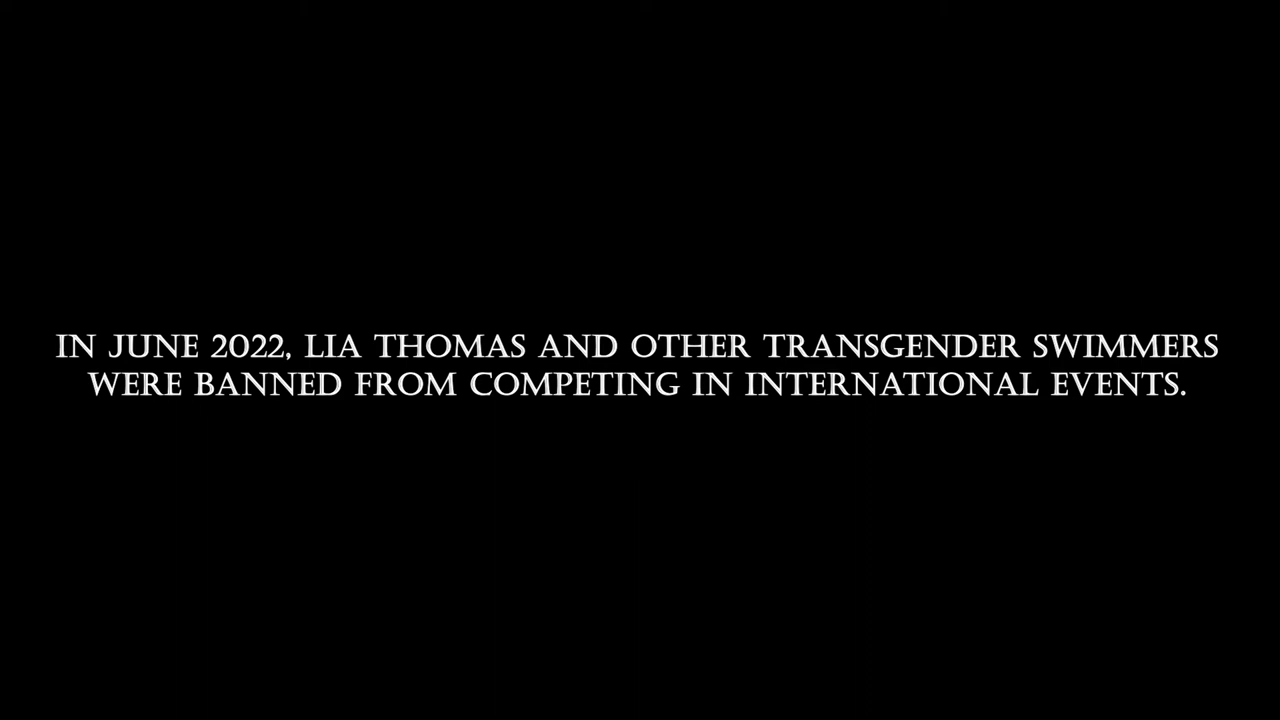 IN JUNE 2022, LIA THOMAS AND OTHER TRANSGENDER SWIMMERS
WERE BANNED FROM COMPETING IN INTERNATIONAL EVENTS.